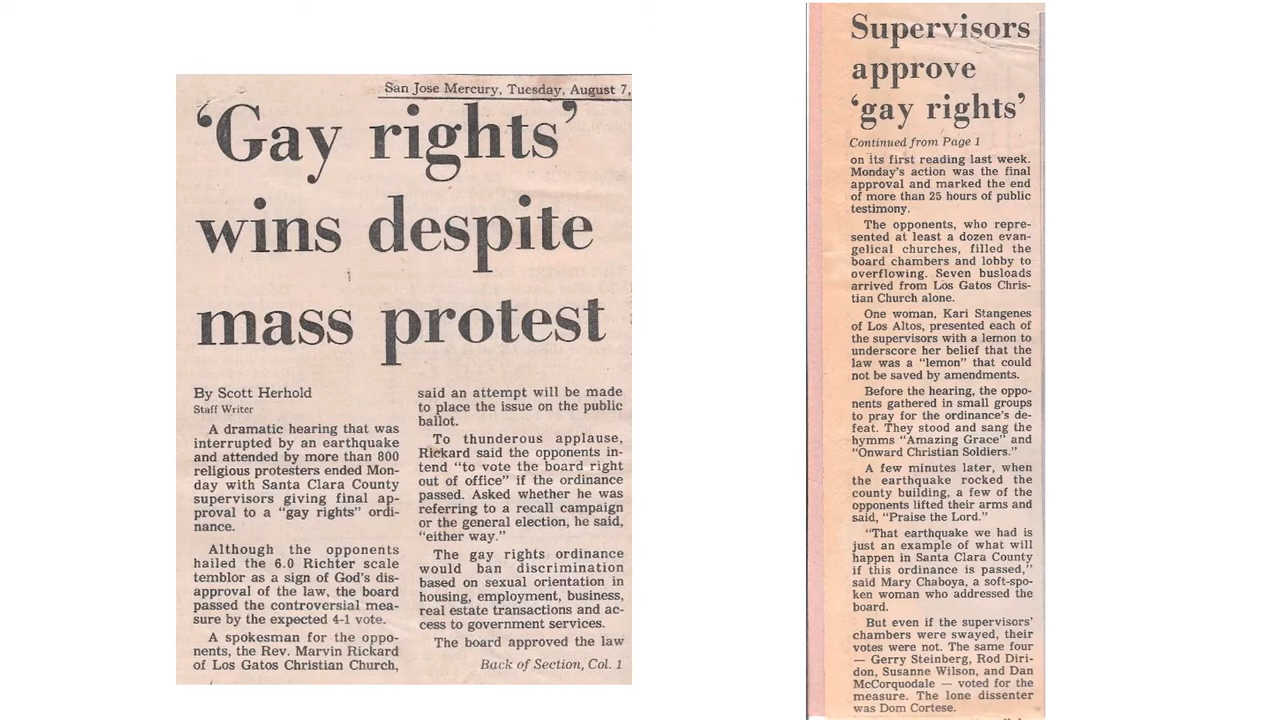 San Jose Mercury, Tuesday, August 7,
‘Gay rights’
wins despite
mass protest
By Scott Herhold
Staff Writer
A dramatic hearing that was
interrupted by an earthquake
and attended by more than 800
religious protesters ended Mon-
day with Santa Clara County
supervisors giving final ap-
proval to a “gay rights” ordi-
nance.
Although the opponents
hailed the 6.0 Richter scale
temblor as a sign of God’s dis-
approval of the law, the board
passed the controversial mea-
sure by the expected 4-1 vote.
A spokesman for the oppo-
nents, the Rev. Marvin Rickard
of Los Gatos Christian Church,
said an attempt will be made
to place the issue on the public
ballot.
To thunderous applause,
Rickard said the opponents in-
tend “to vote the board right
out of office” if the ordinance
passed. Asked whether he was
referring to a recall campaign
or the general election, he said,
“either way.”
The gay rights ordinance
would ban discrimination
based on sexual orientation in
housing, employment, business,
real estate transactions and ac-
cess to government services.
The board approved the law
Back of Section, Col. 1
Supervisors
approve
‘gay rights’
Continued from Page 1
on its first reading last week.
Monday’s action was the final
approval and marked the end
of more than 25 hours of public
testimony.
The opponents, who repre-
sented at least a dozen evan-
gelical churches, filled the
board chambers and lobby to
overflowing. Seven busloads
arrived from Los Gatos Chris-
tian Church alone.
One woman, Kari Stangenes
of Los Altos, presented each of
the supervisors with a lemon to
underscore her belief that the
law was a “lemon” that could
not be saved by amendments.
Before the hearing, the oppo-
nents gathered in small groups
to pray for the ordinance’s de-
feat. They stood and sang the
hymms “Amazing Grace” and
“Onward Christian Soldiers.”
A few minutes later, when
the earthquake rocked the
county building, a few of the
opponents lifted their arms and
said, “Praise the Lord.”
“That earthquake we had is
just an example of what will
happen in Santa Clara County
if this ordinance is passed,”
said Mary Chaboya, a soft-spo-
ken woman who addressed the
board.
But even if the supervisors’
chambers were swayed, their
votes were not. The same four
— Gerry Steinberg, Rod Diri-
don, Susanne Wilson, and Dan
McCorquodale — voted for the
measure. The lone dissenter
was Dom Cortese.